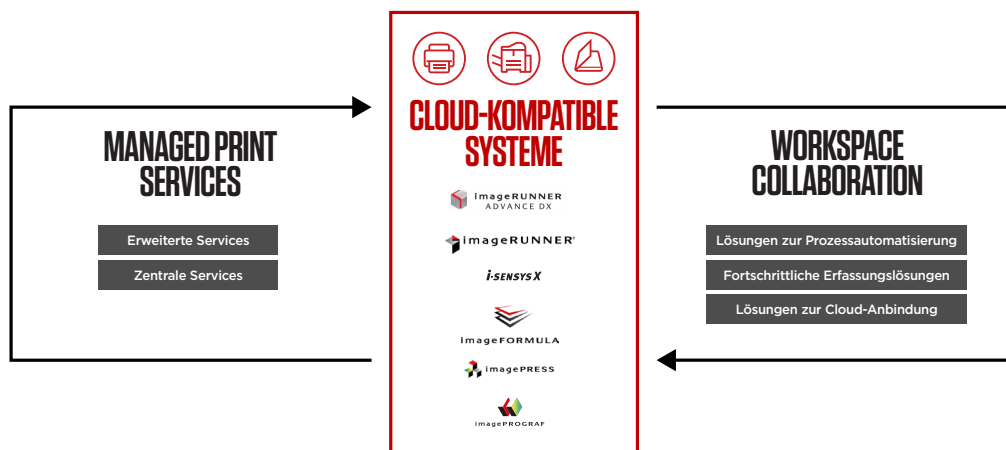 MANAGED PRINT
SERVICES
Erweiterte Services
Zentrale Services
CLOUD-KOMPATIBLE
SYSTEME
imageRUNNER
ADVANCE DX
imageRUNNER®
i-SENSYS X
imageFORMULA
imagePRESS
imagePROGRAF
WORKSPACE
COLLABORATION
Lösungen zur Prozessautomatisierung
Fortschrittliche Erfassungslösungen
Lösungen zur Cloud-Anbindung